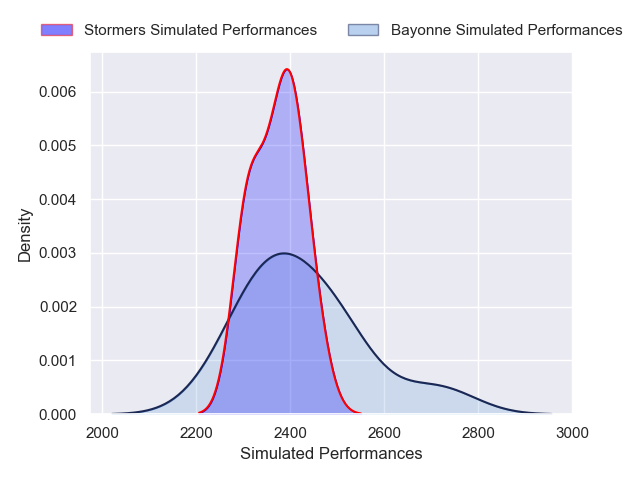 Stormers Simulated Performances
Bayonne Simulated Performances
0.006
0.005
0.004
0.003
0.002
0.001
0.000
Density
2000 2200 2400 2600 2800 3000
Simulated Performances